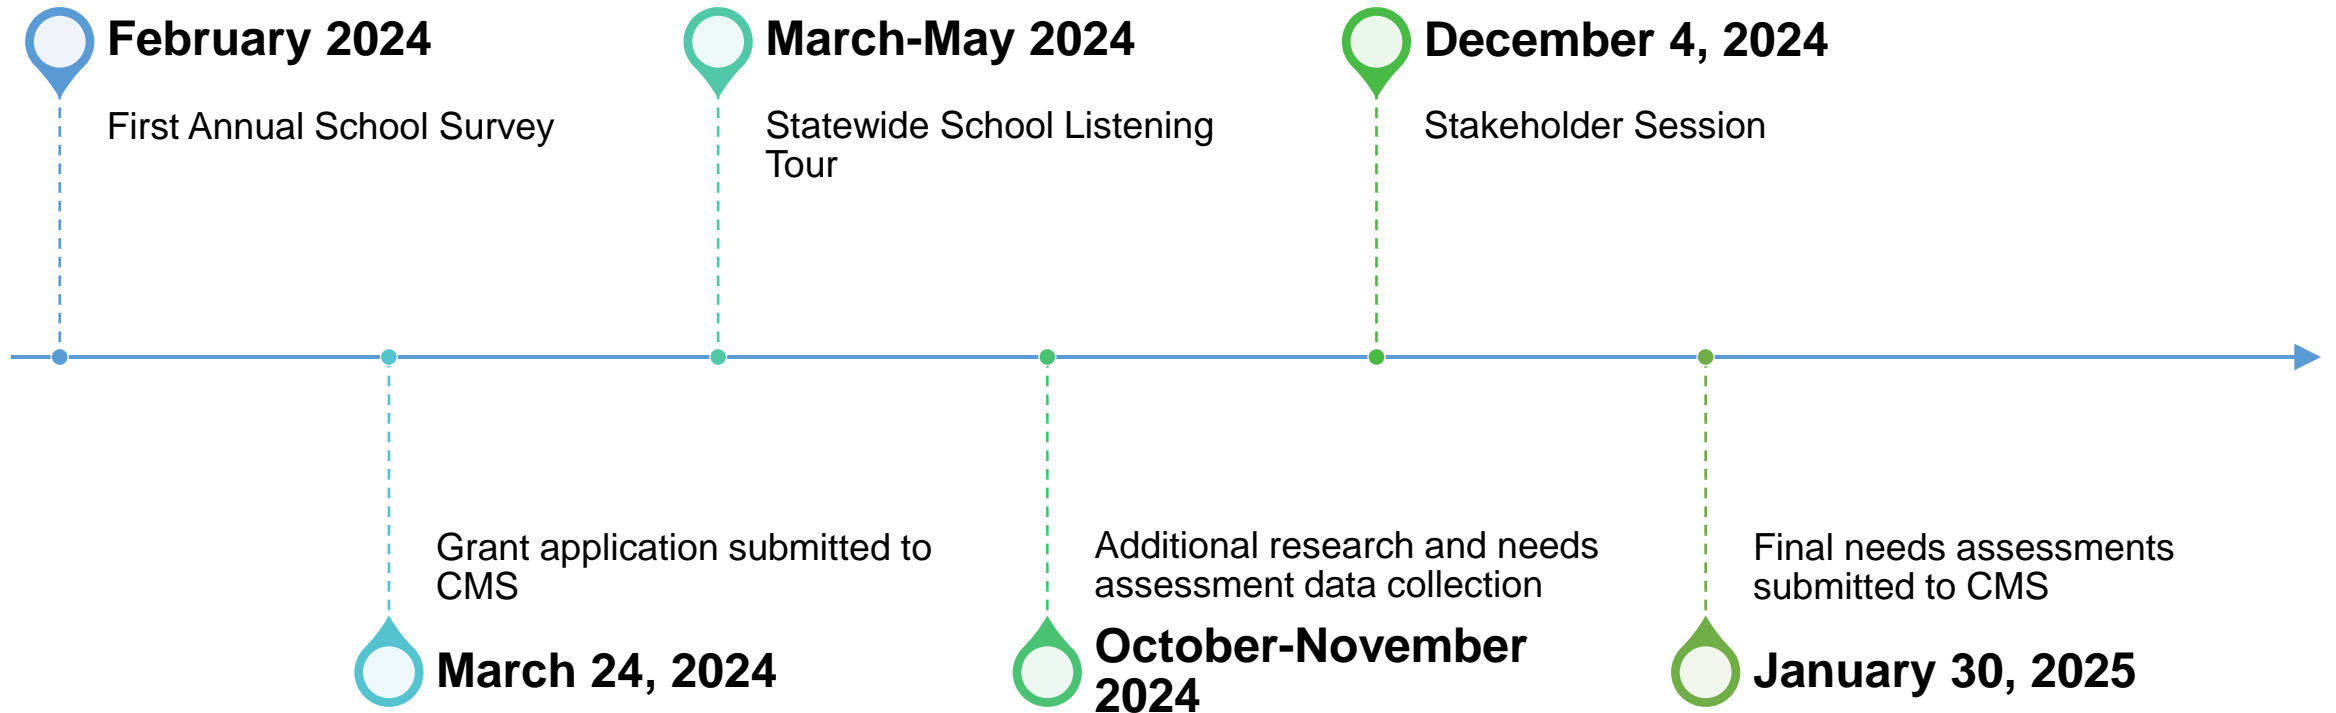 February 2024
First Annual School Survey
Grant application submitted to
CMS
March 24, 2024
March-May 2024
Statewide School Listening
Tour
Additional research and needs
assessment data collection
October-November
2024
December 4, 2024
Stakeholder Session
Final needs assessments
submitted to CMS
January 30, 2025